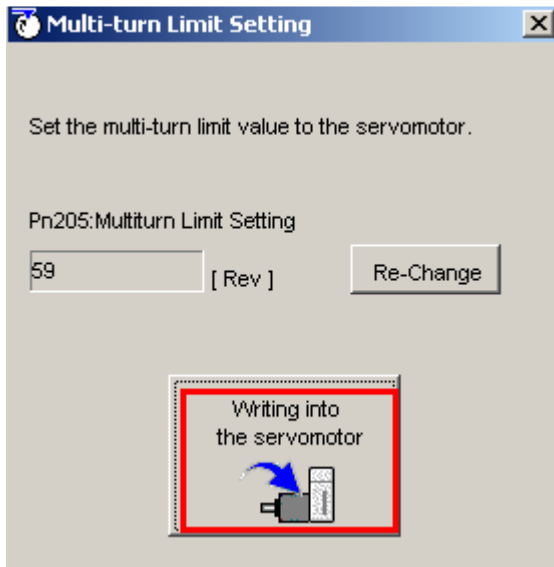 Multi-turn Limit Setting
Set the multi-turn limit value to the servomotor.
Pn205:Multiturn Limit Setting
59 [ Rev ] Re-Change
Writing into
the servomotor